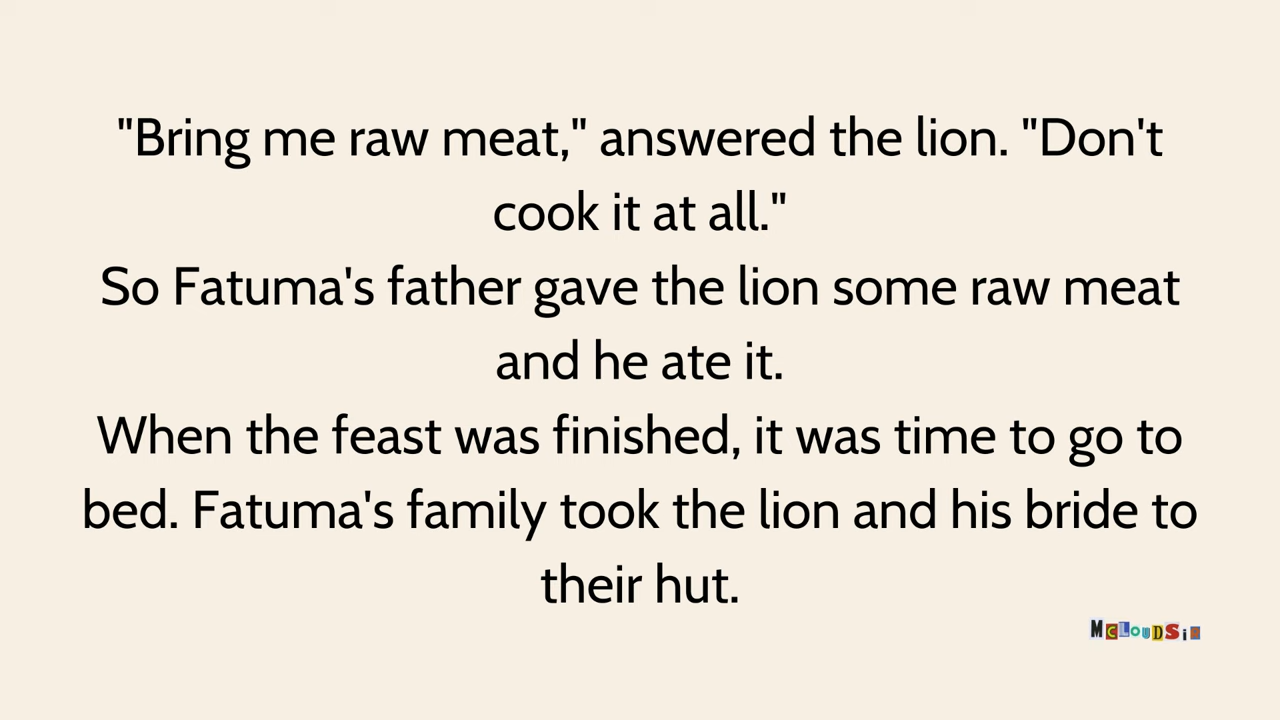 "Bring me raw meat," answered the lion. "Don't
cook it at all."
So Fatuma's father gave the lion some raw meat
and he ate it.
When the feast was finished, it was time to go to
bed. Fatuma's family took the lion and his bride to
their hut.